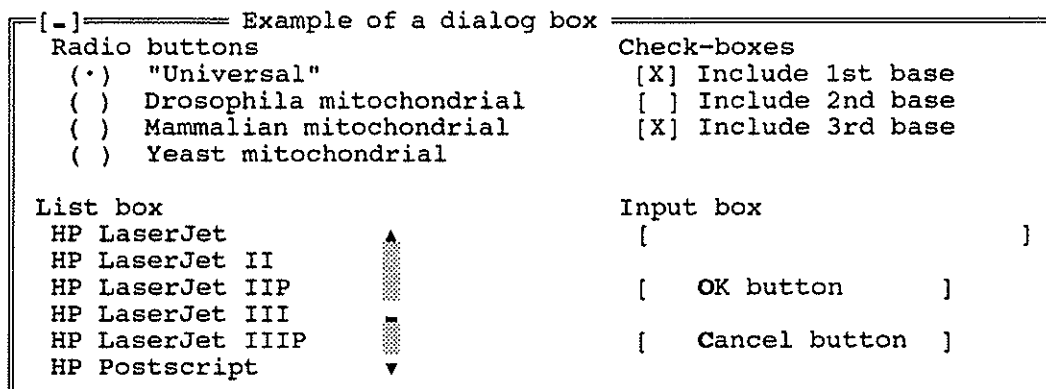 [-] Example of a dialog box
Radio buttons
(·) "Universal"
( ) Drosophila mitochondrial
( ) Mammalian mitochondrial
( ) Yeast mitochondrial
Check-boxes
[X] Include 1st base
[ ] Include 2nd base
[X] Include 3rd base
List box
HP LaserJet
HP LaserJet II
HP LaserJet IIP
HP LaserJet III
HP LaserJet IIIP
HP Postscript
Input box
[ ]
[ OK button ]
[ Cancel button ]